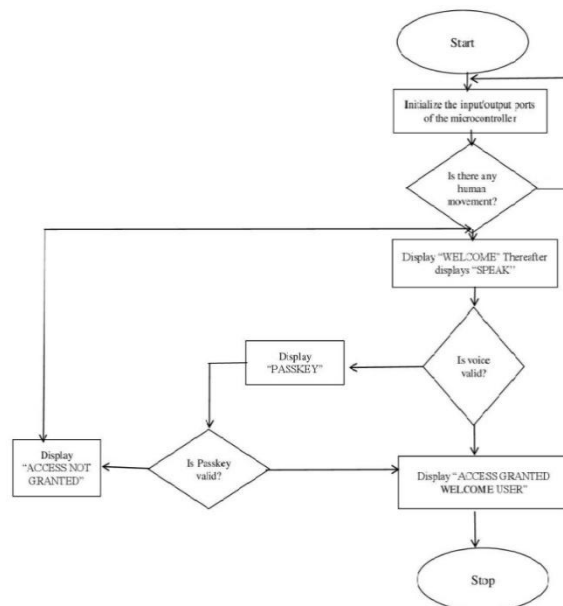 Start
Initialize the input/output ports
of the microcontroller
Is there any
human
movement?
Display “WELCOME” Thereafter
displays “SPEAK”
Is voice
valid?
Display
“PASSKEY”
Is Passkey
valid?
Display
“ACCESS NOT
GRANTED”
Display “ACCESS GRANTED
WELCOME USER”
Stop